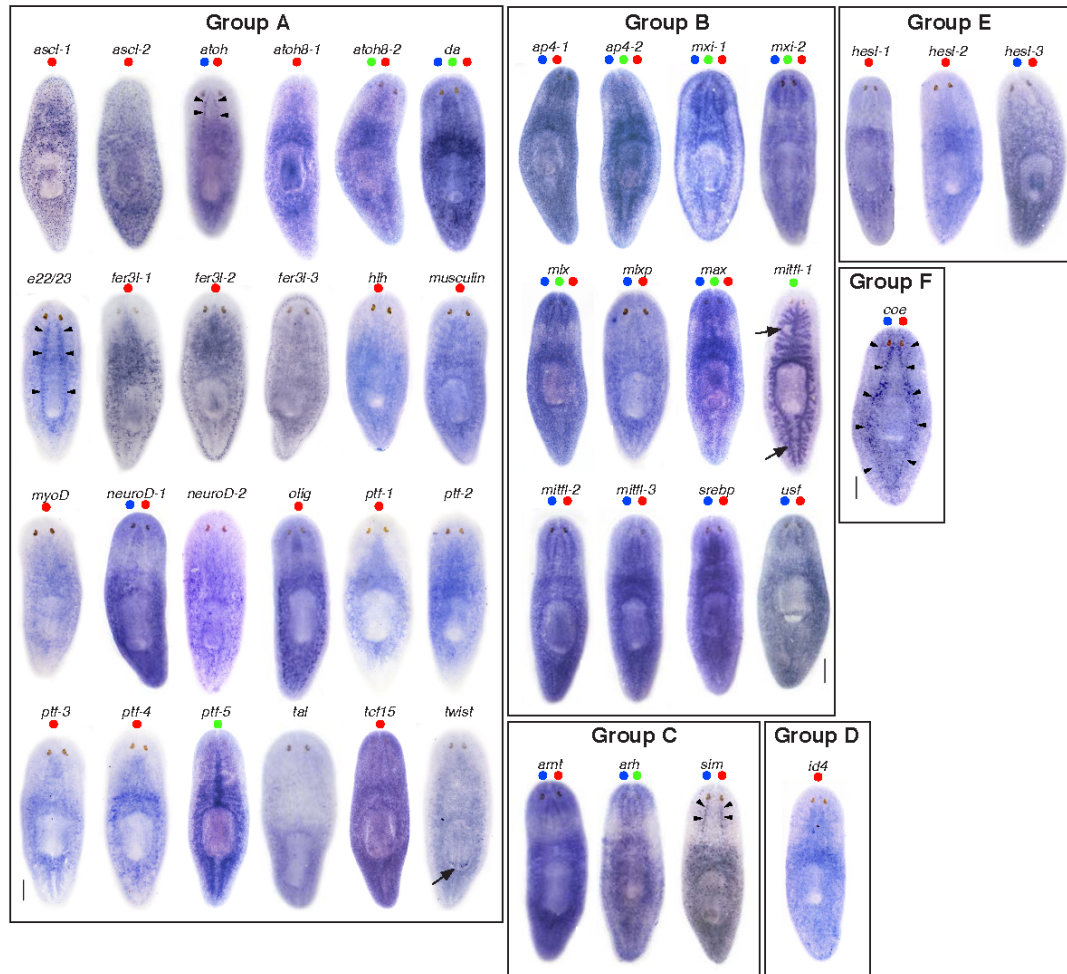 Group A
ascl-1 ascl-2 atoh atoh8-1 atoh8-2 da
e22/23 fer3l-1 fer3l-2 fer3l-3 hlh musculin
myoD neuroD-1 neuroD-2 olig ptf-1 ptf-2
ptf-3 ptf-4 ptf-5 tal tcf15 twist
Group B
ap4-1 ap4-2 mxi-1 mxi-2
mlx mlxp max mitfl-1
mitfl-2 mitfl-3 srebp usf
Group E
hesl-1 hesl-2 hesl-3
Group F
coe
Group C
arnt arh sim
Group D
id4